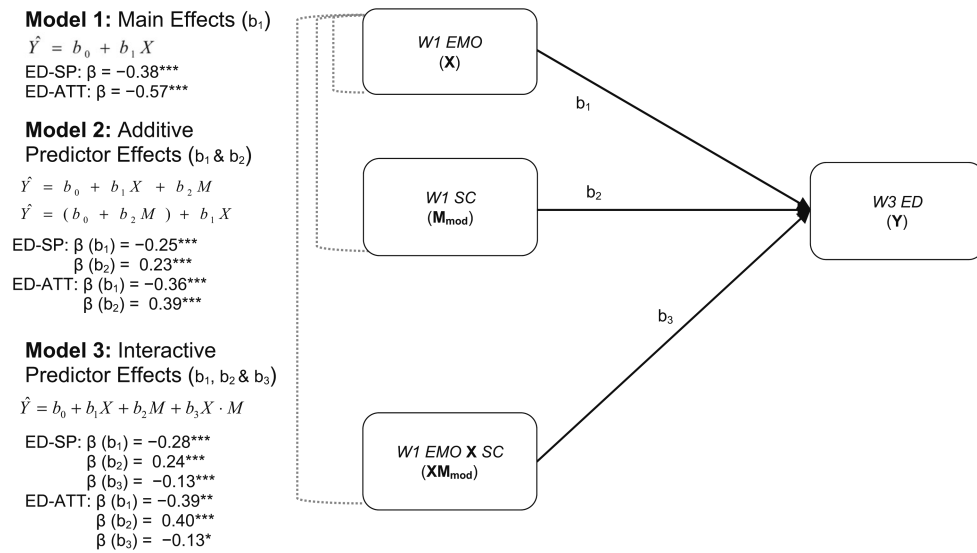 Model 1: Main Effects (b₁)
Ŷ = b₀ + b₁X
ED-SP: β = −0.38***
ED-ATT: β = −0.57***
Model 2: Additive
Predictor Effects (b₁ & b₂)
Ŷ = b₀ + b₁X + b₂M
Ŷ = (b₀ + b₂M) + b₁X
ED-SP: β (b₁) = −0.25***
β (b₂) = 0.23***
ED-ATT: β (b₁) = −0.36***
β (b₂) = 0.39***
Model 3: Interactive
Predictor Effects (b₁, b₂ & b₃)
Ŷ = b₀ + b₁X + b₂M + b₃X · M
ED-SP: β (b₁) = −0.28***
β (b₂) = 0.24***
β (b₃) = −0.13***
ED-ATT: β (b₁) = −0.39**
β (b₂) = 0.40***
β (b₃) = −0.13*
W1 EMO
(X)
b₁
W1 SC
(M_mod)
b₂
W3 ED
(Y)
b₃
W1 EMO X SC
(XM_mod)